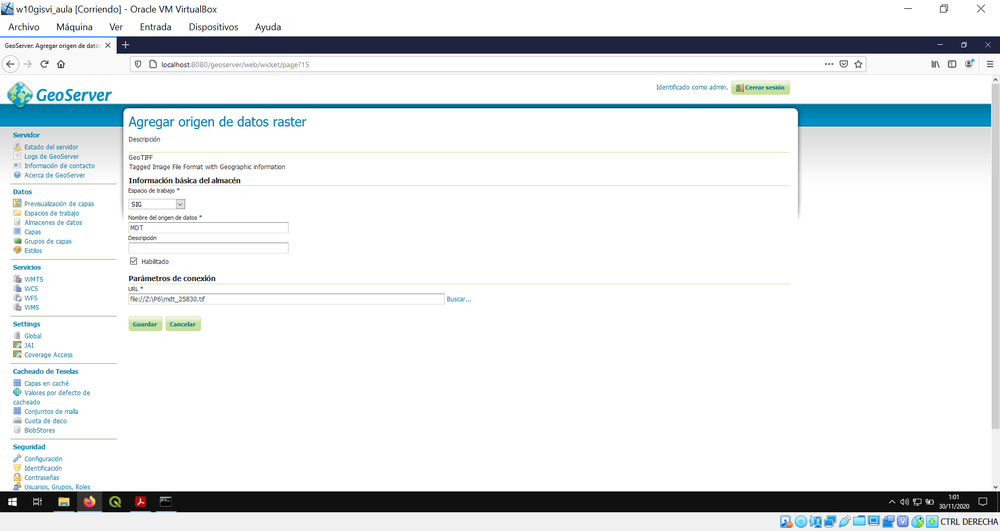 w10gisvi_aula [Corriendo] - Oracle VM VirtualBox
Archivo Máquina Ver Entrada Dispositivos Ayuda
GeoServer: Agregar origen de datos
localhost:8080/geoserver/web/wicket/page?15
GeoServer
Identificado como admin. Cerrar sesión
Agregar origen de datos raster
Descripción
GeoTIFF
Tagged Image File Format with Geographic information
Información básica del almacén
Espacio de trabajo *
SIG
Nombre del origen de datos *
MDT
Descripción
Habilitado
Parámetros de conexión
URL *
file://Z:\P6\mdt_25830.tif Buscar...
Guardar Cancelar
Servidor
Estado del servidor
Logs de GeoServer
Información de contacto
Acerca de GeoServer
Datos
Previsualización de capas
Espacios de trabajo
Almacenes de datos
Capas
Grupos de capas
Estilos
Servicios
WMTS
WCS
WFS
WMS
Settings
Global
JAI
Coverage Access
Cacheado de Teselas
Capas en caché
Valores por defecto de
cacheado
Conjuntos de malla
Cuota de disco
BlobStores
Seguridad
Configuración
Identificación
Contraseñas
Usuarios, Grupos, Roles
1:01
30/11/2020
CTRL DERECHA